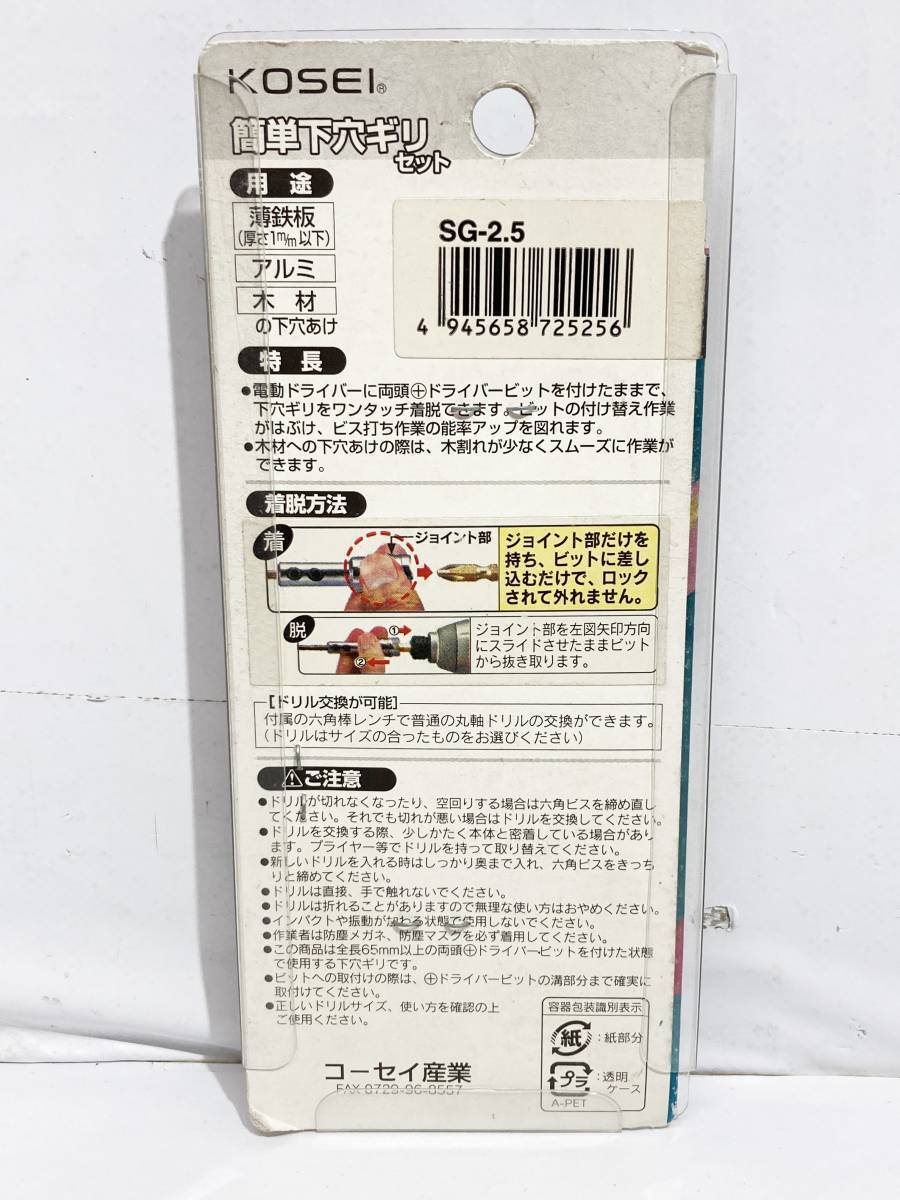 KOSEI®
簡単下穴ギリ
セット
用途
薄鉄板
(厚さ1m/m以下)
アルミ
木材
の下穴あけ
SG-2.5
4 945658 725256
特長
●電動ドライバーに両頭⊕ドライバービットを付けたままで、
下穴ギリをワンタッチ着脱できます。ビットの付け替え作業
がはぶけ、ビス打ち作業の能率アップを図れます。
●木材への下穴あけの際は、木割れが少なくスムーズに作業が
できます。
着脱方法
着
ジョイント部
ジョイント部だけを
持ち、ビットに差し
込むだけで、ロック
されて外れません。
脱
①
②
ジョイント部を左図矢印方向
にスライドさせたままビット
から抜き取ります。
[ドリル交換が可能]
付属の六角棒レンチで普通の丸軸ドリルの交換ができます。
(ドリルはサイズの合ったものをお選びください)
⚠ご注意
●ドリルが切れなくなったり、空回りする場合は六角ビスを締め直し
てください。それでも切れが悪い場合はドリルを交換してください。
●ドリルを交換する際、少しかたく本体と密着している場合があり
ます。プライヤー等でドリルを持って取り替えてください。
●新しいドリルを入れる時はしっかり奥まで入れ、六角ビスをきっち
りと締めてください。
●ドリルは直接、手で触れないでください。
●ドリルは折れることがありますので無理な使い方はおやめください。
●インパクトや振動が加わる状態で使用しないでください。
●作業者は防塵メガネ、防塵マスクを必ず着用してください。
●この商品は全長65mm以上の両頭⊕ドライバービットを付けた状態
で使用する下穴ギリです。
●ビットへの取付けの際は、⊕ドライバービットの溝部分まで確実に
取付けてください。
●正しいドリルサイズ、使い方を確認の上
ご使用ください。
容器包装識別表示
紙 :紙部分
プラ :透明
ケース
A-PET
コーセイ産業
FAX 0729-96-8557